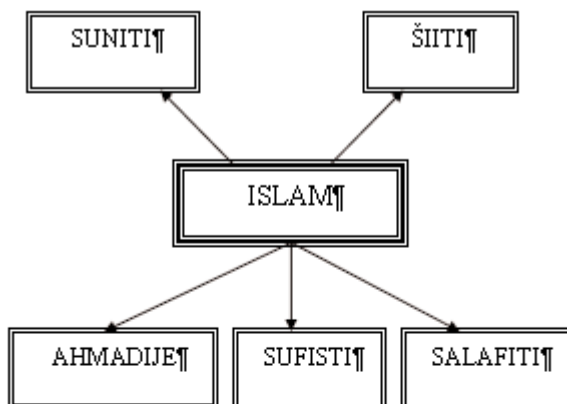 SUNITI¶
ŠIITI¶
ISLAM¶
AHMADIJE¶
SUFISTI¶
SALAFITI¶